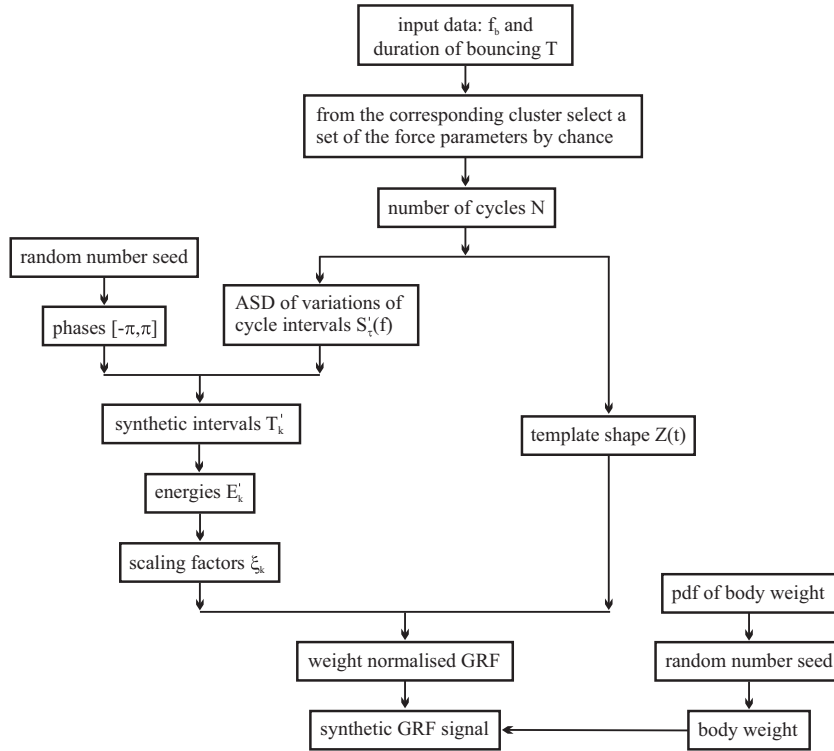 input data: f_b and
duration of bouncing T
from the corresponding cluster select a
set of the force parameters by chance
number of cycles N
random number seed
ASD of variations of
cycle intervals S'_τ(f)
phases [-π,π]
synthetic intervals T'_k
template shape Z(t)
energies E'_k
scaling factors ξ_k
pdf of body weight
weight normalised GRF
random number seed
synthetic GRF signal
body weight